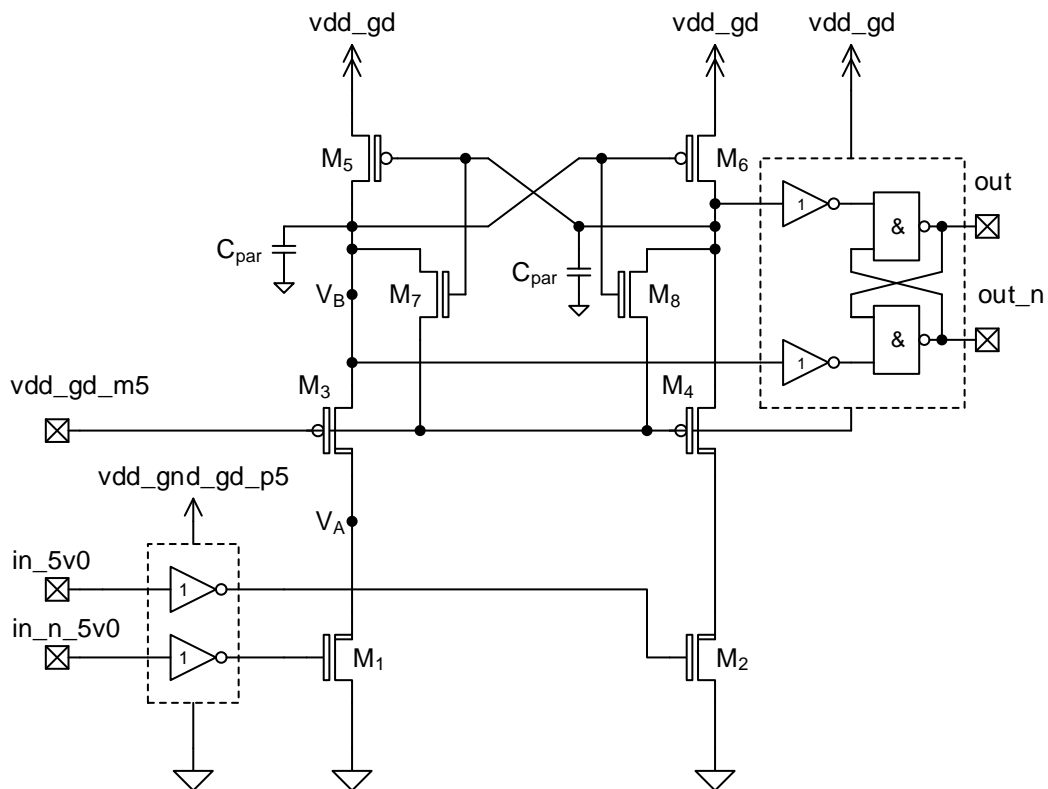 vdd_gd vdd_gd vdd_gd
M5 M6
out
1 &
Cpar Cpar
M7 M8
VB
out_n
1 &
M3 M4
vdd_gd_m5
vdd_gnd_gd_p5
VA
in_5v0
1
in_n_5v0
1 M1 M2